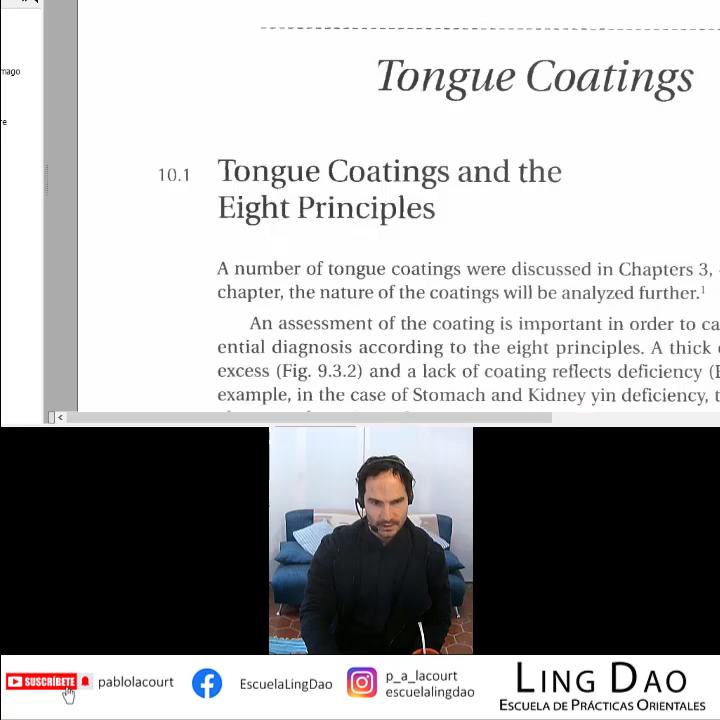 mago
re
Tongue Coatings
10.1 Tongue Coatings and the
Eight Principles
A number of tongue coatings were discussed in Chapters 3,
chapter, the nature of the coatings will be analyzed further.¹
An assessment of the coating is important in order to ca
ential diagnosis according to the eight principles. A thick
excess (Fig. 9.3.2) and a lack of coating reflects deficiency (
example, in the case of Stomach and Kidney yin deficiency, t
SUSCRÍBETE
pablolacourt
EscuelaLingDao
p_a_lacourt
escuelalingdao
LING DAO
ESCUELA DE PRÁCTICAS ORIENTALES